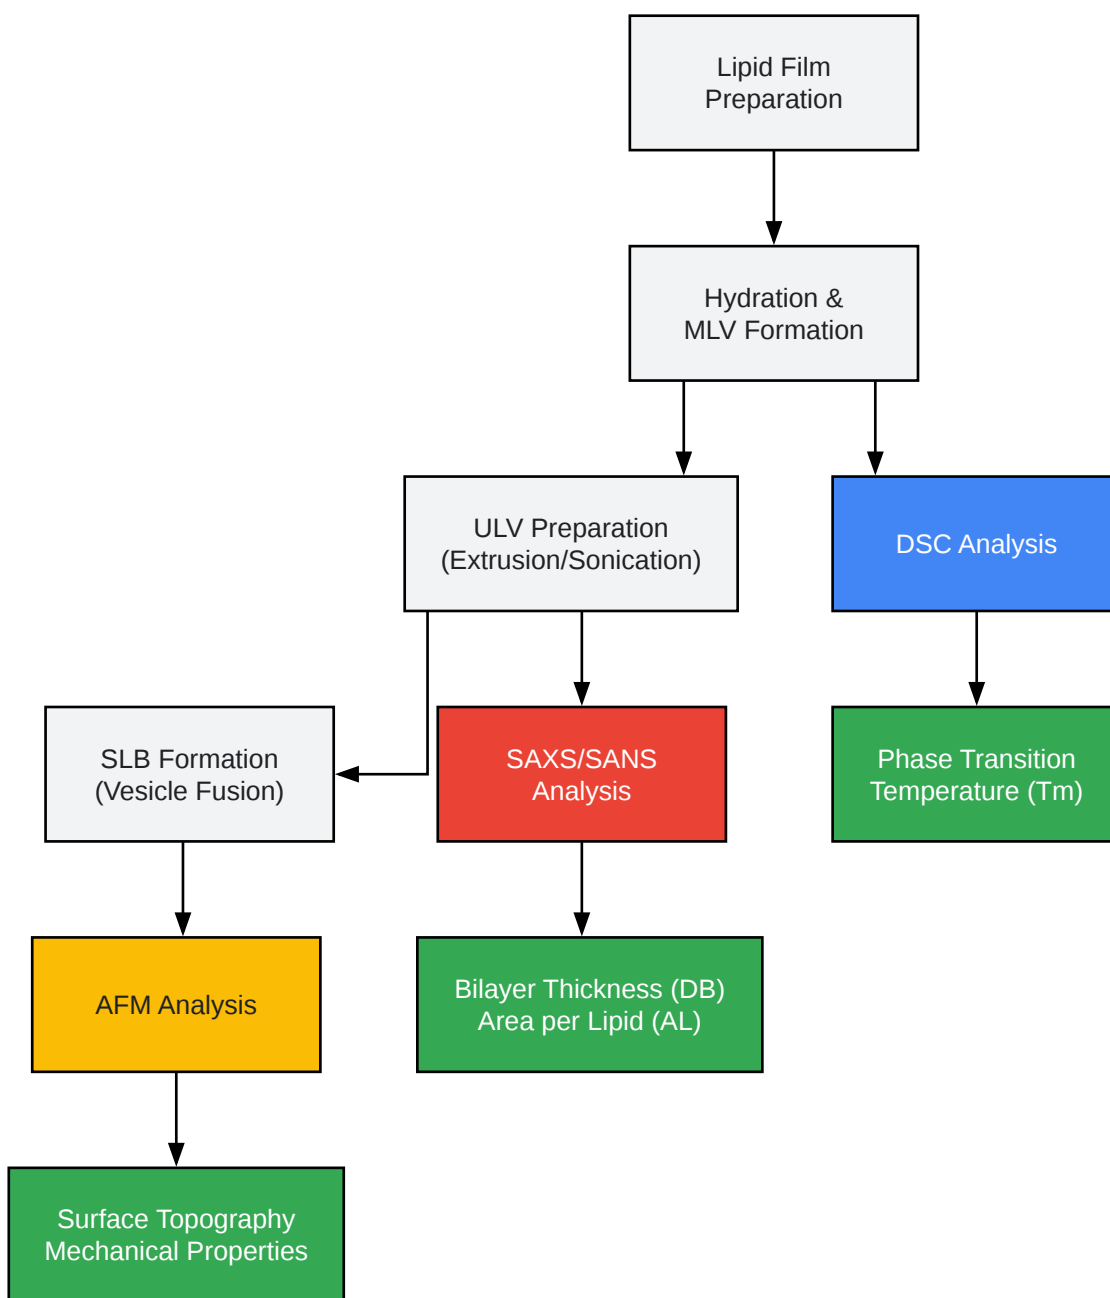 Lipid Film
Preparation
Hydration &
MLV Formation
ULV Preparation
(Extrusion/Sonication)
DSC Analysis
SLB Formation
(Vesicle Fusion)
SAXS/SANS
Analysis
Phase Transition
Temperature (Tm)
AFM Analysis
Bilayer Thickness (DB)
Area per Lipid (AL)
Surface Topography
Mechanical Properties